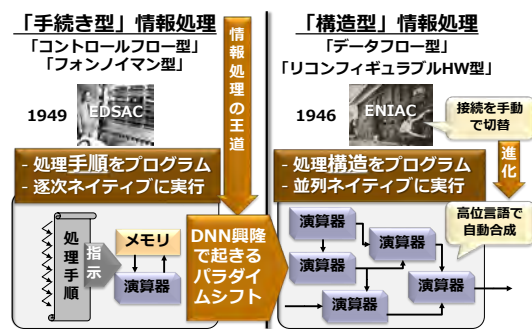 「手続き型」情報処理
「コントロールフロー型」
「フォンノイマン型」
1949
EDSAC
- 処理手順をプログラム
- 逐次ネイティブに実行
処理手順
指示
メモリ
演算器
情報処理の王道
DNN興隆
で起きる
パラダイ
ムシフト
「構造型」情報処理
「データフロー型」
「リコンフィギュラブルHW型」
1946
ENIAC
接続を手動
で切替
進化
- 処理構造をプログラム
- 並列ネイティブに実行
高位言語で
自動合成
演算器
演算器
演算器
演算器
演算器